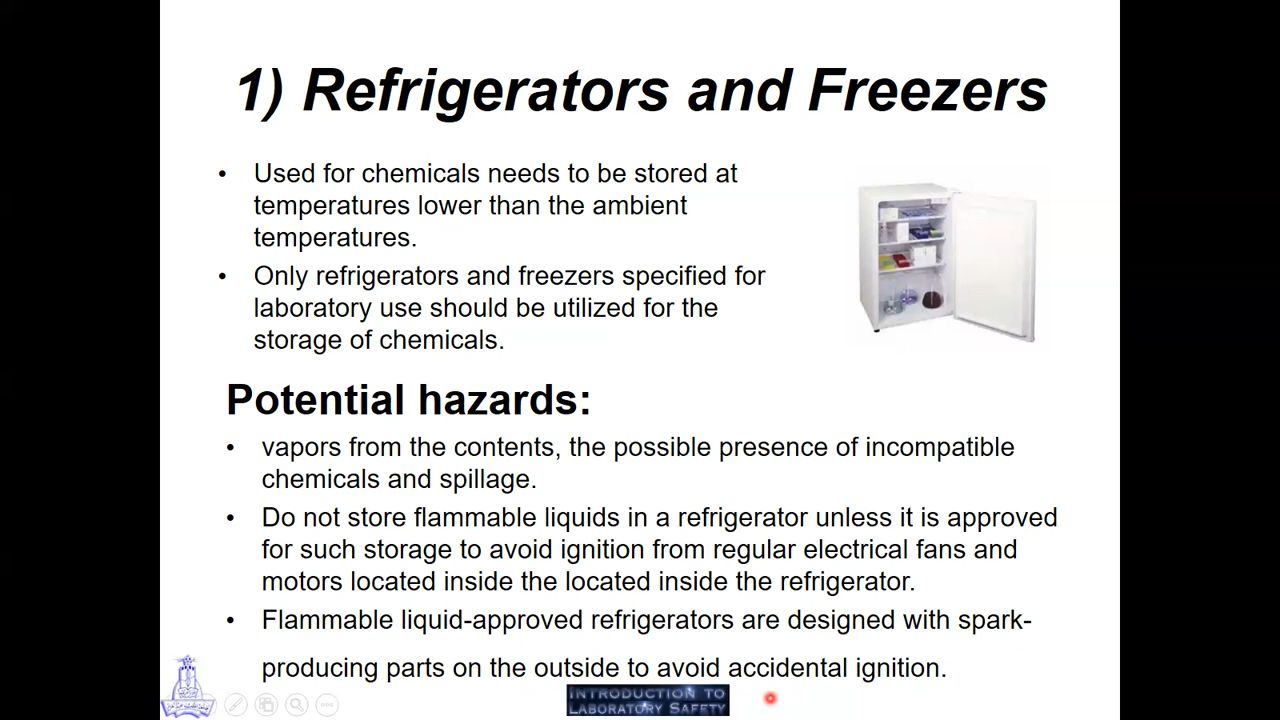 1) Refrigerators and Freezers
• Used for chemicals needs to be stored at
temperatures lower than the ambient
temperatures.
• Only refrigerators and freezers specified for
laboratory use should be utilized for the
storage of chemicals.
Potential hazards:
• vapors from the contents, the possible presence of incompatible
chemicals and spillage.
• Do not store flammable liquids in a refrigerator unless it is approved
for such storage to avoid ignition from regular electrical fans and
motors located inside the located inside the refrigerator.
• Flammable liquid-approved refrigerators are designed with spark-
producing parts on the outside to avoid accidental ignition.
INTRODUCTION TO
LABORATORY SAFETY